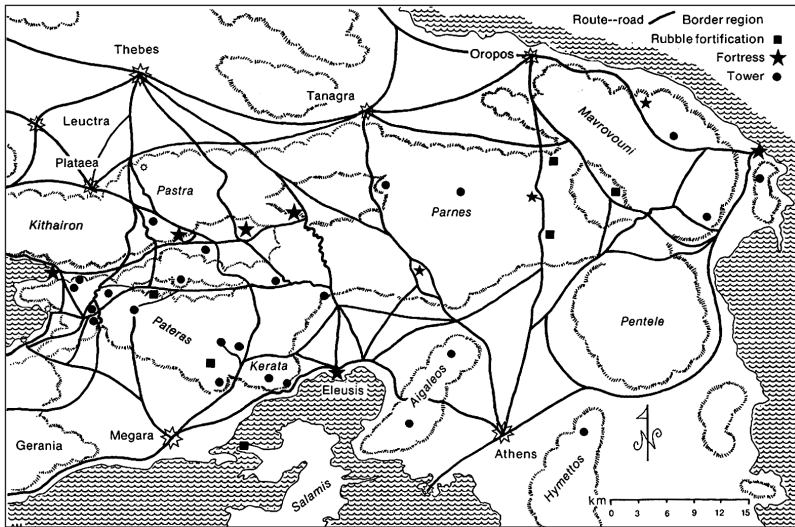 Route--road Border region
Rubble fortification
Fortress
Tower
Thebes
Oropos
Tanagra
Mavrovouni
Leuctra
Plataea
Pastra
Parnes
Kithairon
Pentele
Pateras
Kerata
Eleusis
Aigaleos
Gerania
Megara
Athens
Salamis
Hymettos
N
km
0 3 6 9 12 15